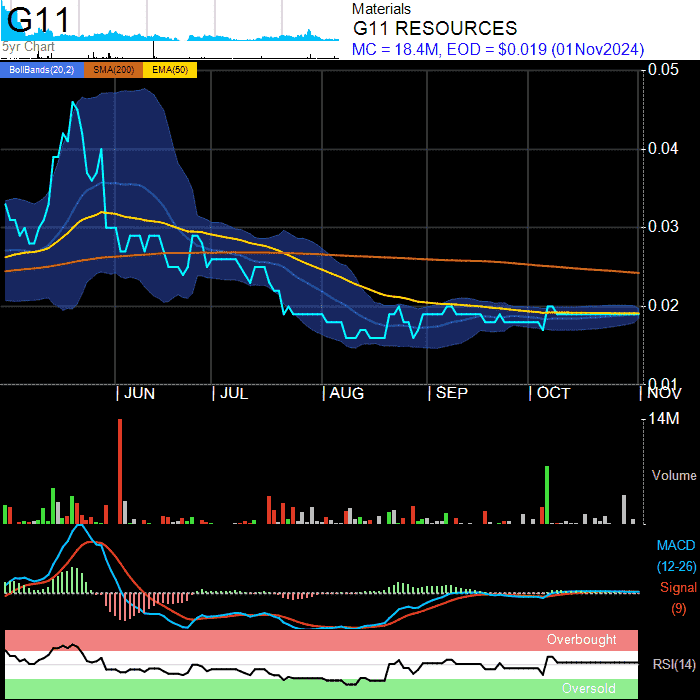 G11
5yr Chart
Materials
G11 RESOURCES
MC = 18.4M, EOD = $0.019 (01Nov2024)
BollBands(20,2) SMA(200) EMA(50)
0.05
0.04
0.03
0.02
0.01
JUN JUL AUG SEP OCT NOV
14M
Volume
MACD
(12-26)
Signal
(9)
Overbought
RSI(14)
Oversold